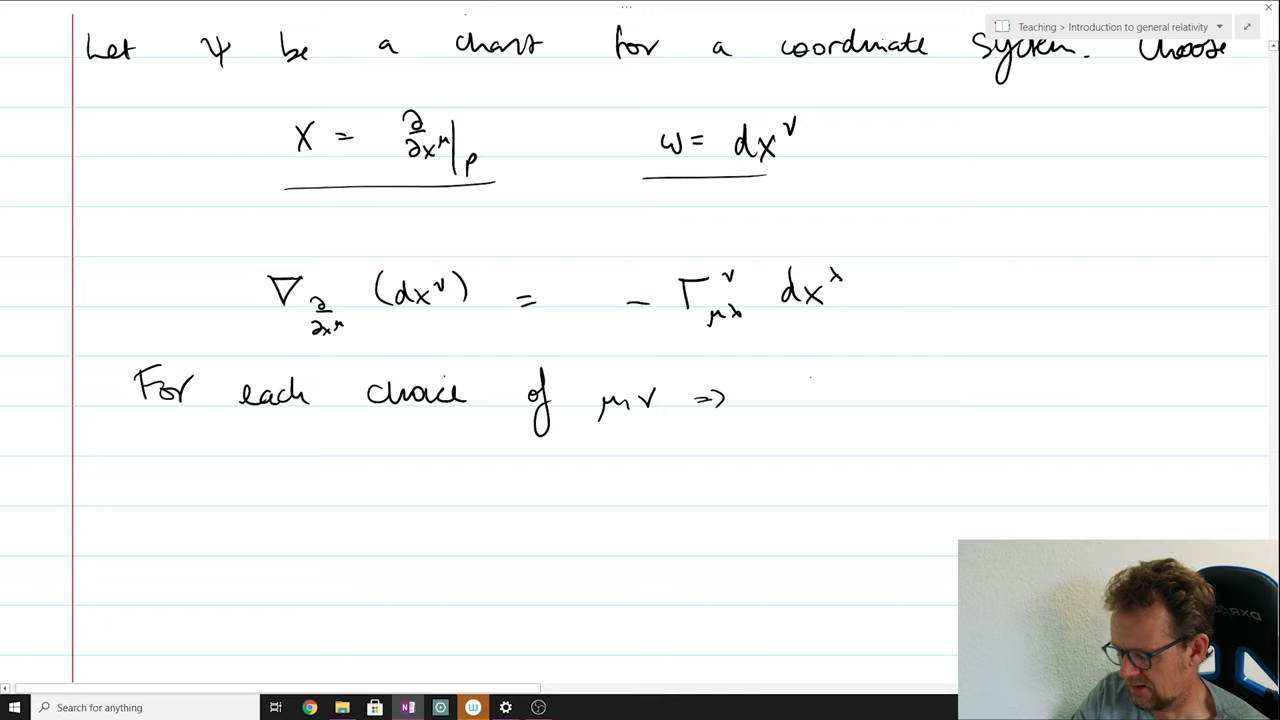 Teaching > Introduction to general relativity
Let ψ be a chart for a coordinate system. Choose
X = ∂/∂x^μ|_p ω = dx^ν
∇_{∂/∂x^μ} (dx^ν) = - Γ^ν_{μλ} dx^λ
For each choice of μ, ν ⇒
DXR
Search for anything